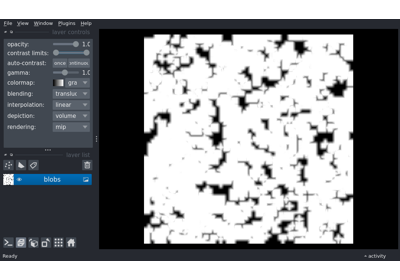 File View Window Plugins Help
layer controls
opacity: 1.0
contrast limits:
auto-contrast: once
gamma: 1.0
colormap: gra
blending: transluc
interpolation: linear
depiction: volume
rendering: mip
layer list
blobs
Ready
activity